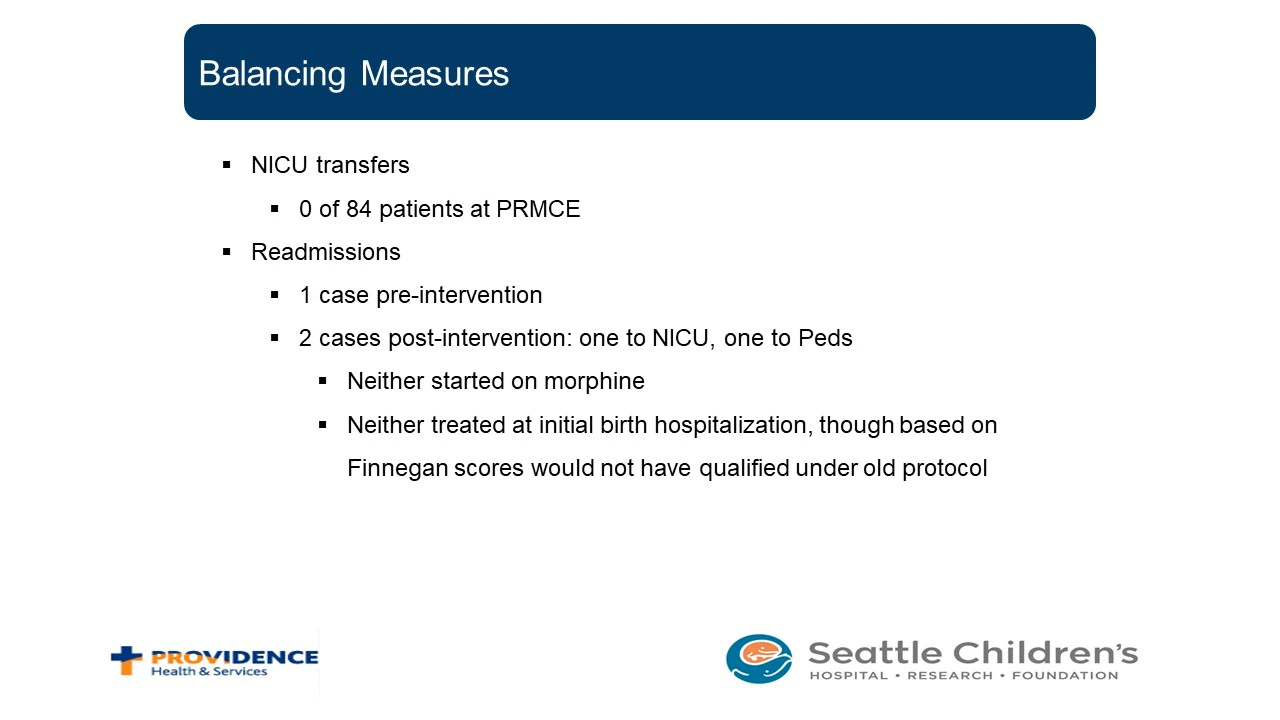 Balancing Measures
▪ NICU transfers
▪ 0 of 84 patients at PRMCE
▪ Readmissions
▪ 1 case pre-intervention
▪ 2 cases post-intervention: one to NICU, one to Peds
▪ Neither started on morphine
▪ Neither treated at initial birth hospitalization, though based on
Finnegan scores would not have qualified under old protocol
PROVIDENCE
Health & Services
Seattle Children's
HOSPITAL • RESEARCH • FOUNDATION